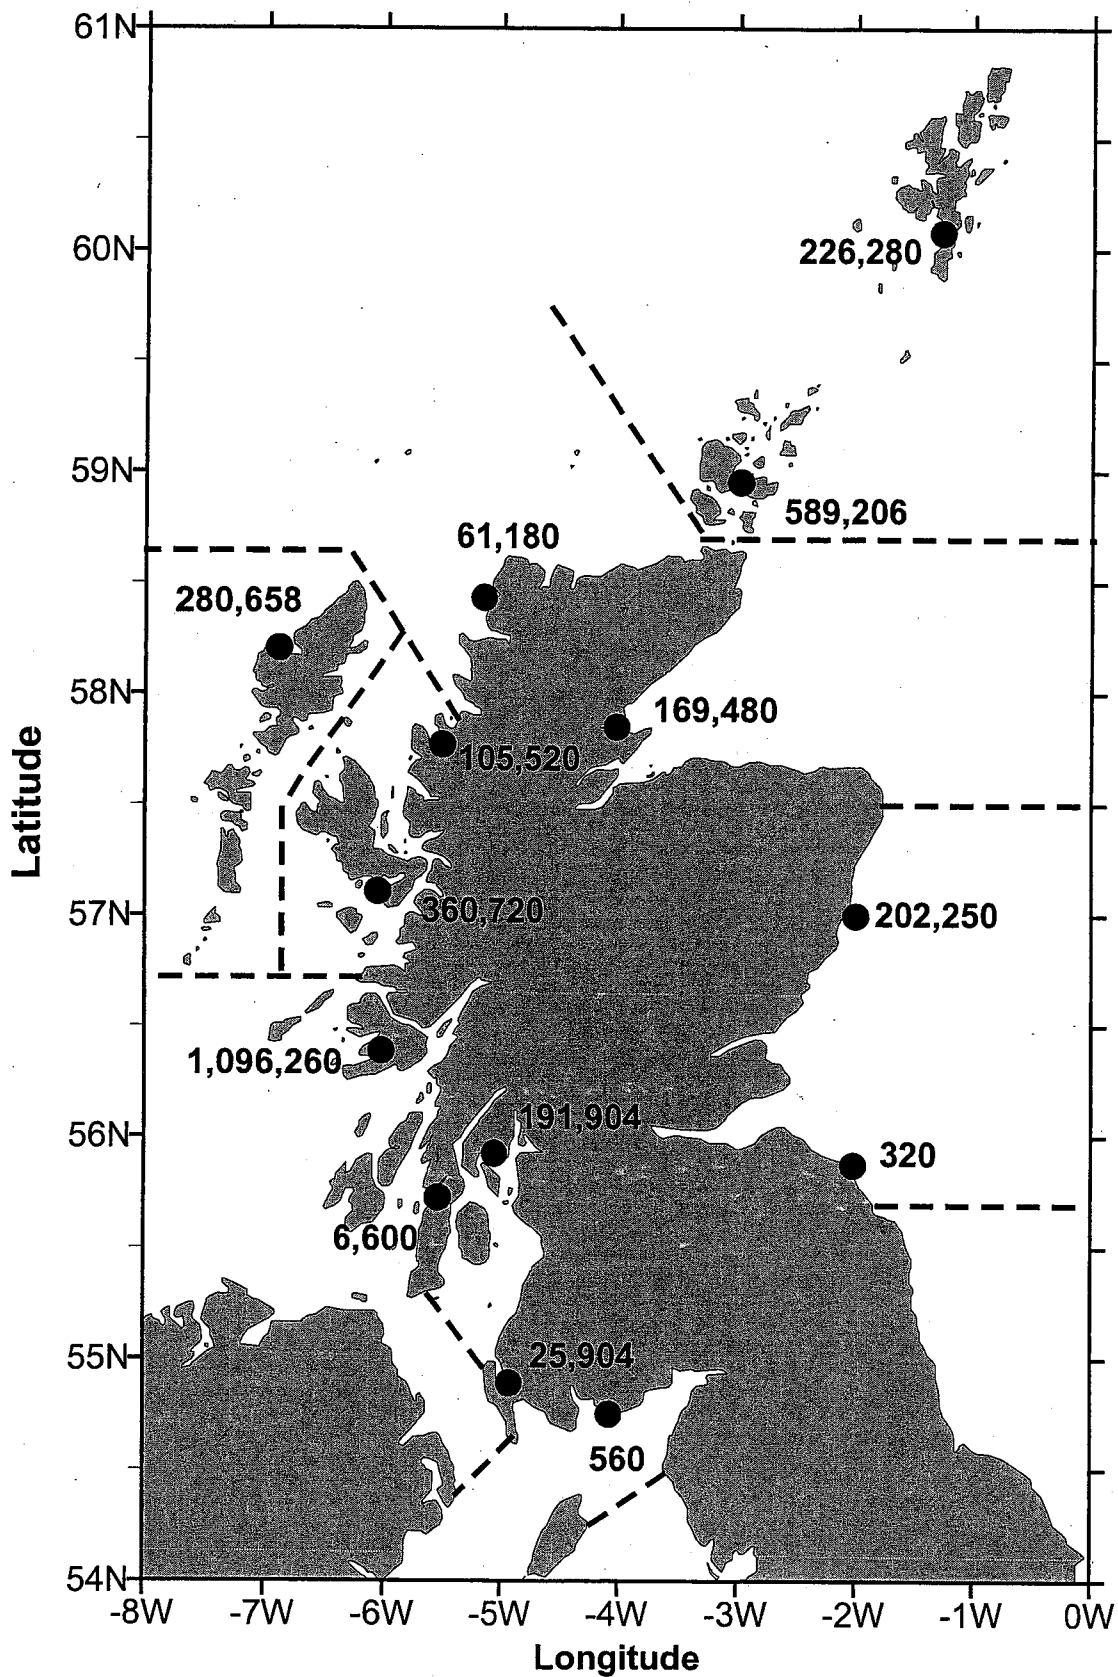 61N
60N
226,280
59N
589,206
61,180
280,658
58N
169,480
105,520
Latitude
57N
360,720
202,250
1,096,260
191,904
56N
320
6,600
55N
25,904
560
54N
-8W -7W -6W -5W -4W -3W -2W -1W 0W
Longitude